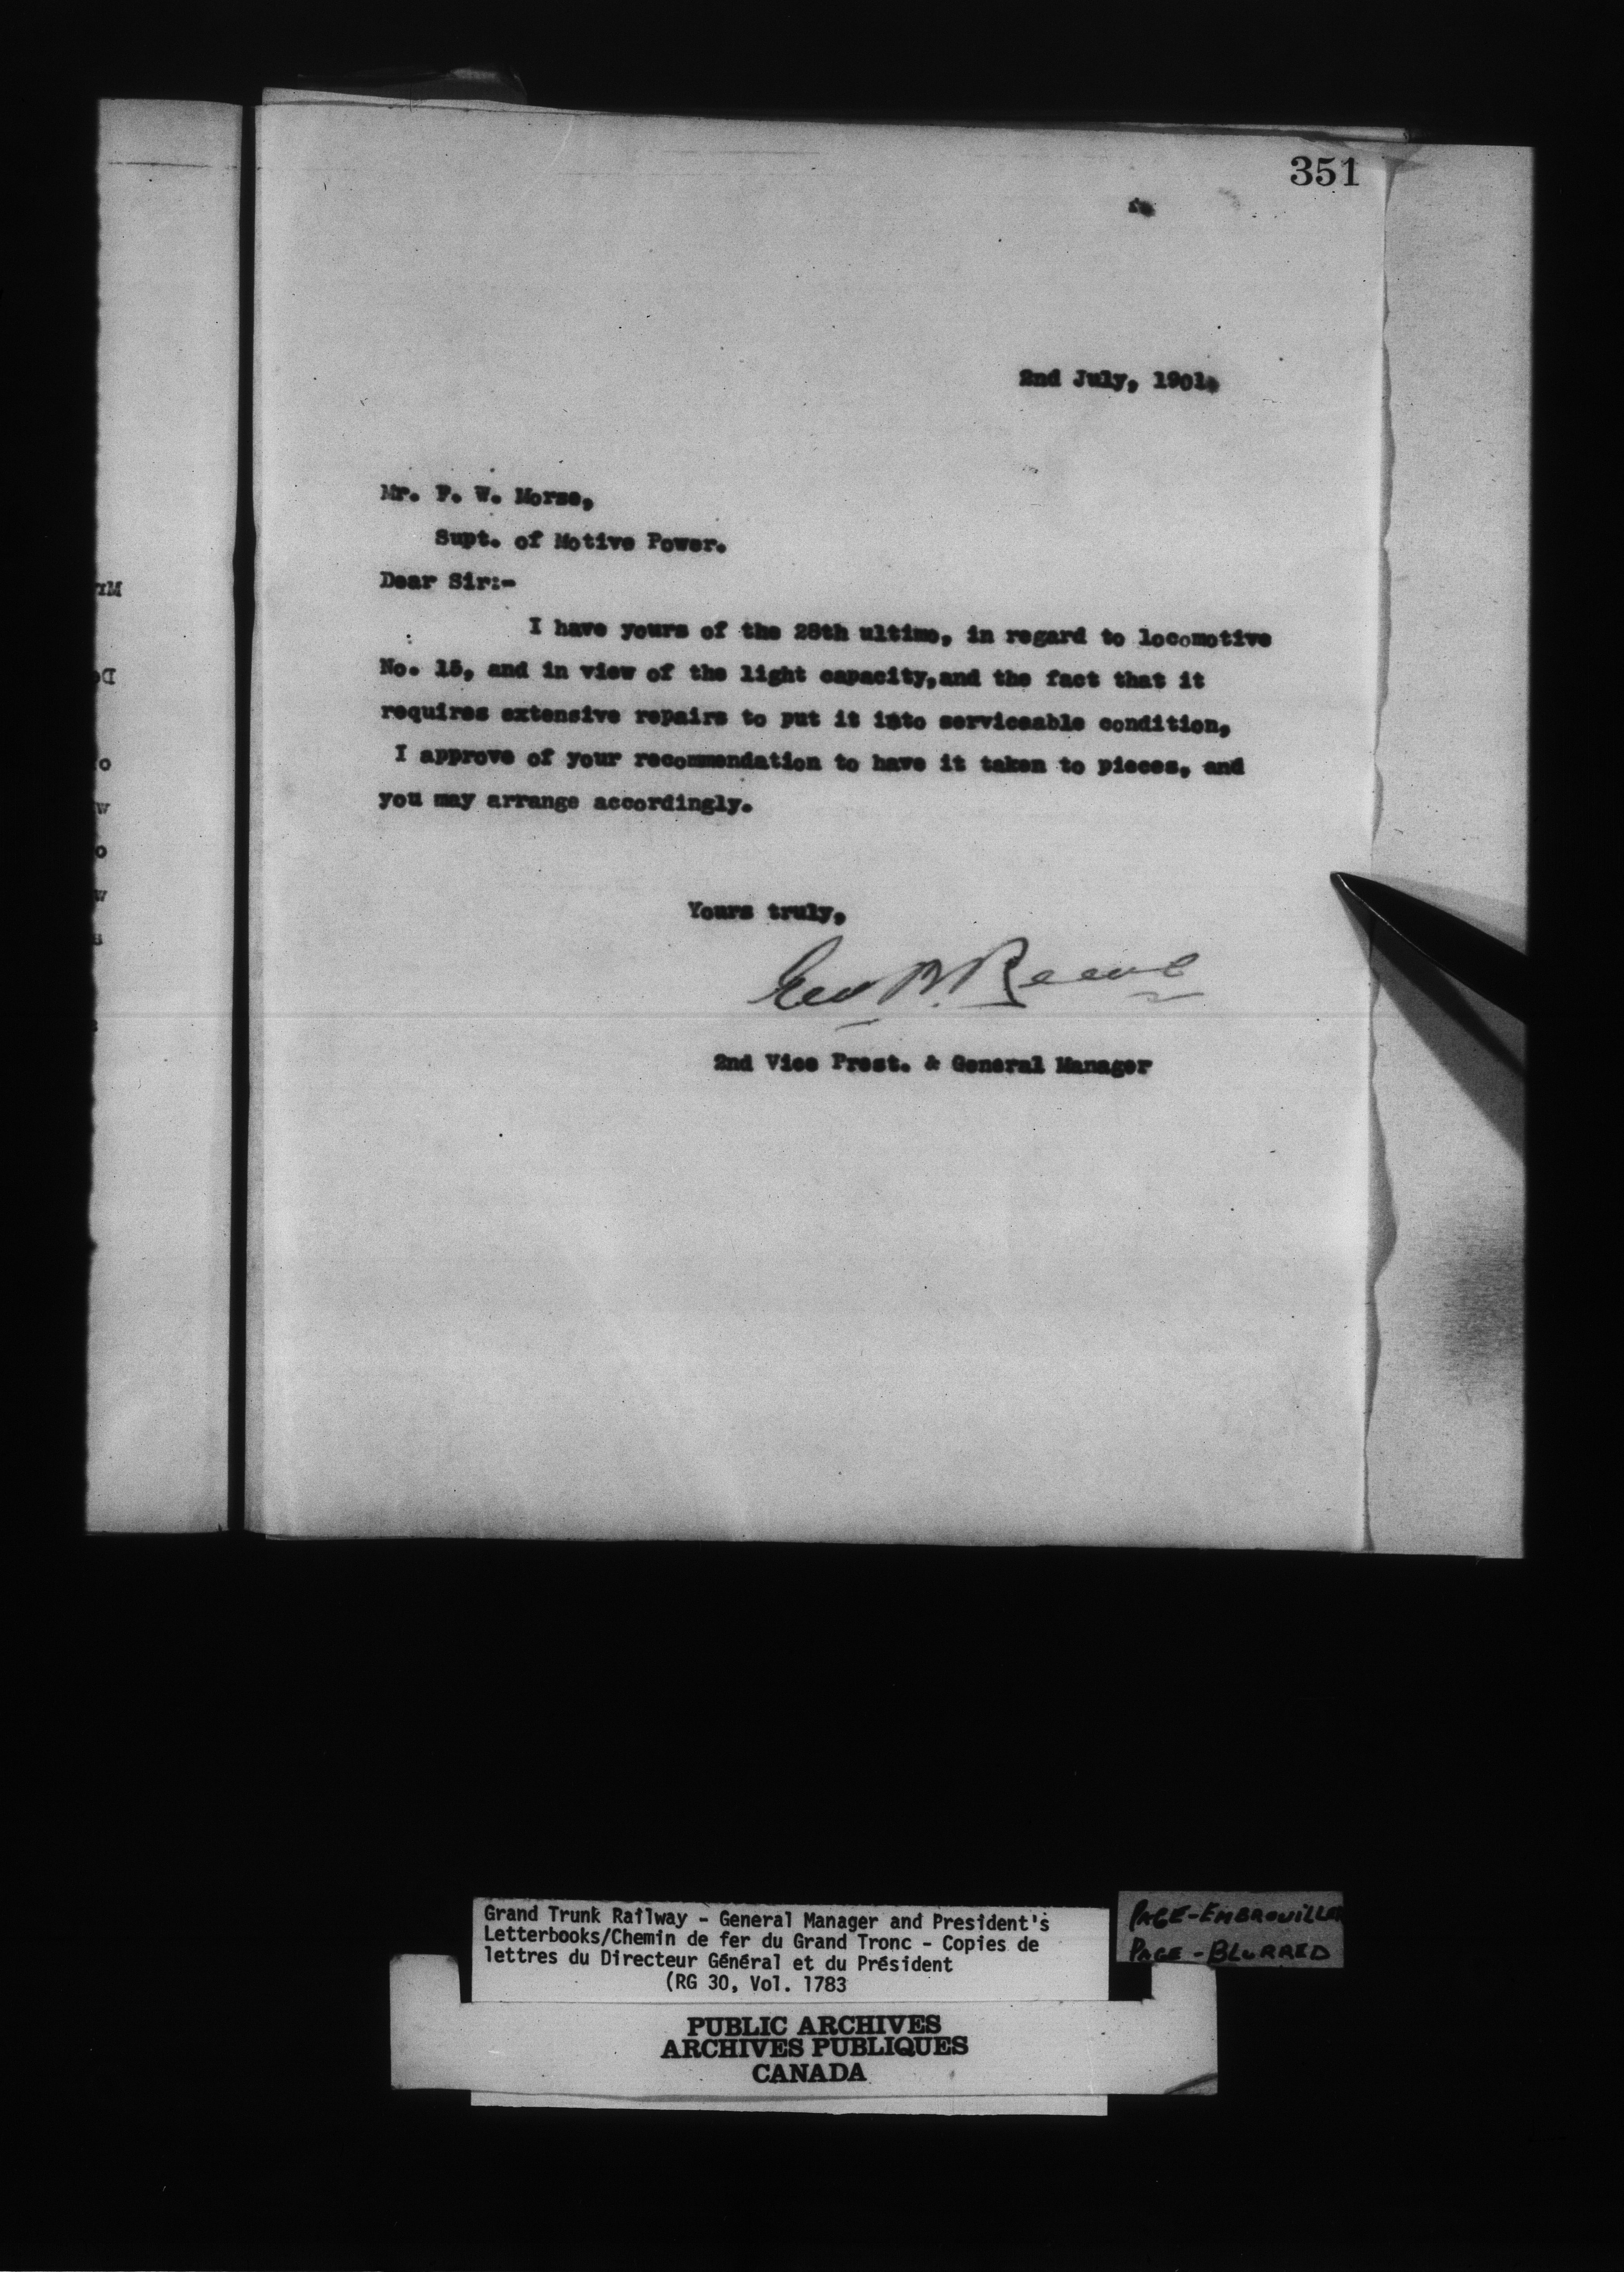 351
2nd July, 1901.
Mr. F. W. Morse,
Supt. of Motive Power.
Dear Sir:-
I have yours of the 28th ultimo, in regard to locomotive
No. 15, and in view of the light capacity,and the fact that it
requires extensive repairs to put it into serviceable condition,
I approve of your recommendation to have it taken to pieces, and
you may arrange accordingly.
Yours truly,
Geo B. Reeve
2nd Vice Prest. & General Manager
Grand Trunk Railway - General Manager and President's
Letterbooks/Chemin de fer du Grand Tronc - Copies de
lettres du Directeur Général et du Président
(RG 30, Vol. 1783
PAGE-EMBROUILLER
PAGE-BLURRED
PUBLIC ARCHIVES
ARCHIVES PUBLIQUES
CANADA